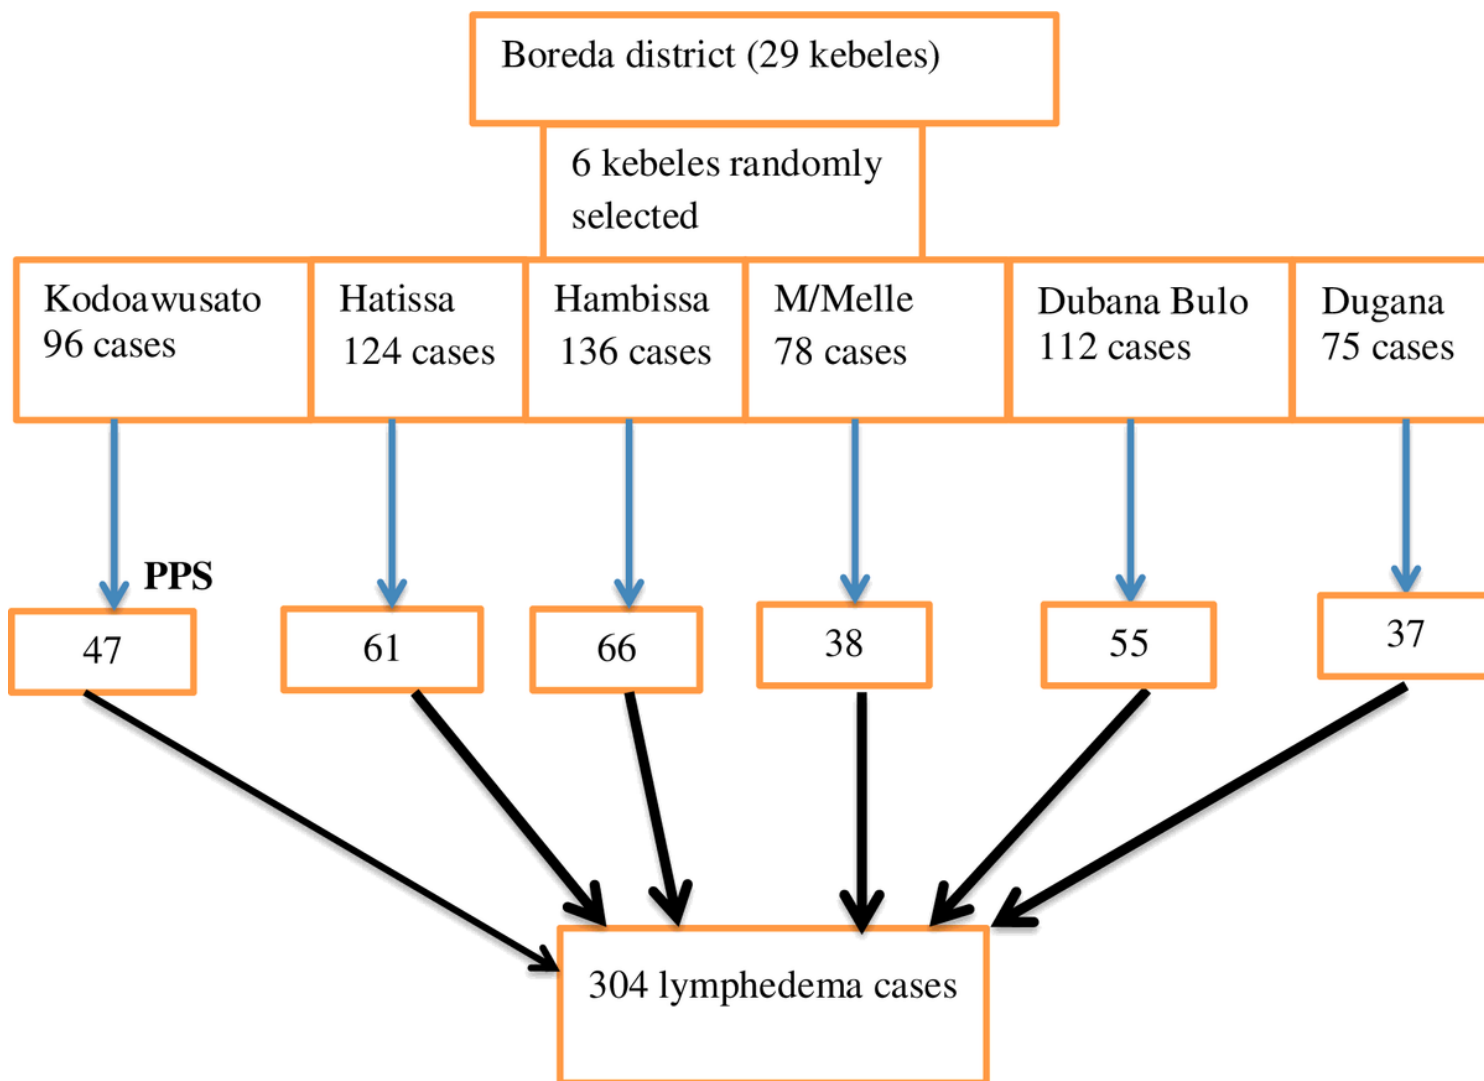 Boreda district (29 kebeles)
6 kebeles randomly
selected
Kodoawusato
96 cases
Hatissa
124 cases
Hambissa
136 cases
M/Melle
78 cases
Dubana Bulo
112 cases
Dugana
75 cases
PPS
47
61
66
38
55
37
304 lymphedema cases